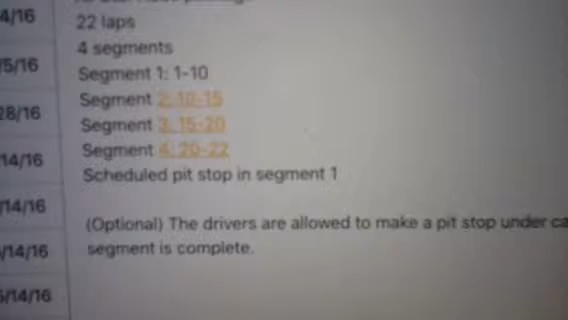 4/16
22 laps
4 segments
5/16
Segment 1: 1-10
Segment 2: 10-15
28/16
Segment 3: 15-20
Segment 4: 20-22
14/16
Scheduled pit stop in segment 1
/14/16
(Optional) The drivers are allowed to make a pit stop under ca
/14/16
segment is complete.
/14/16